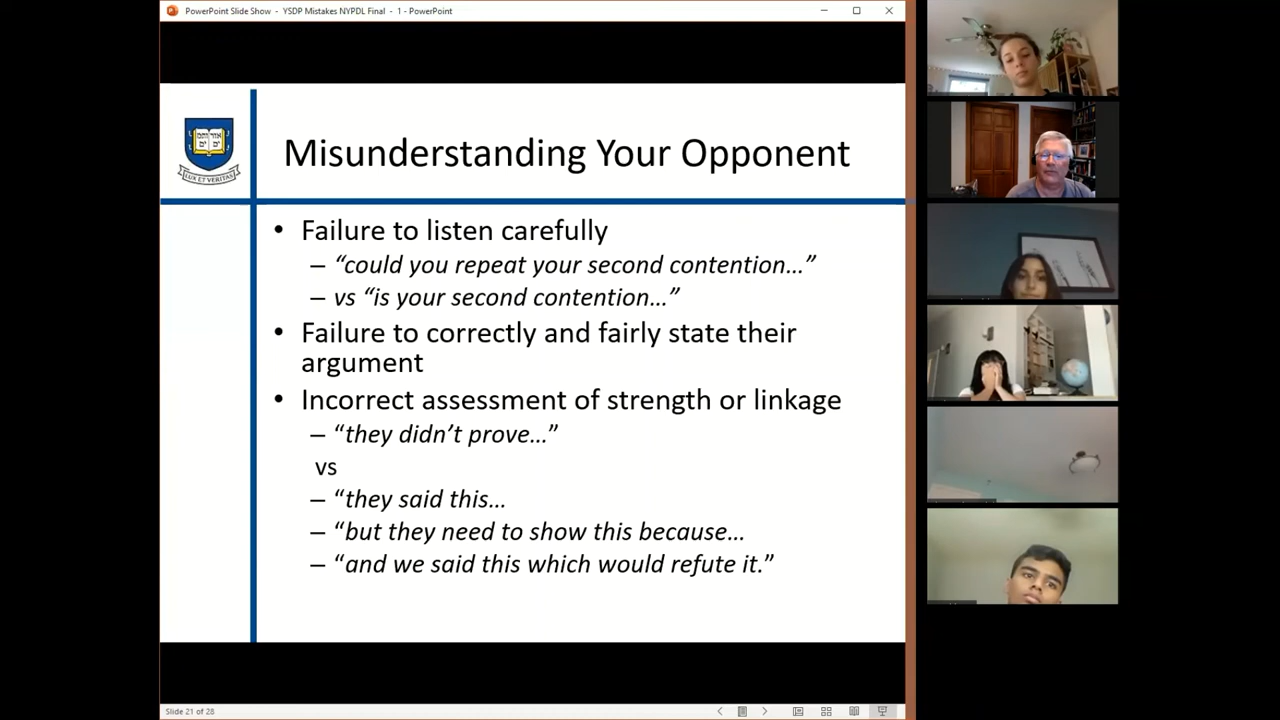 PowerPoint Slide Show - YSDP Mistakes NYPDL Final - 1 - PowerPoint
LUX ET VERITAS
Misunderstanding Your Opponent
• Failure to listen carefully
– “could you repeat your second contention…”
– vs “is your second contention…”
• Failure to correctly and fairly state their
argument
• Incorrect assessment of strength or linkage
– “they didn’t prove…”
vs
– “they said this…
– “but they need to show this because…
– “and we said this which would refute it.”
Slide 21 of 28